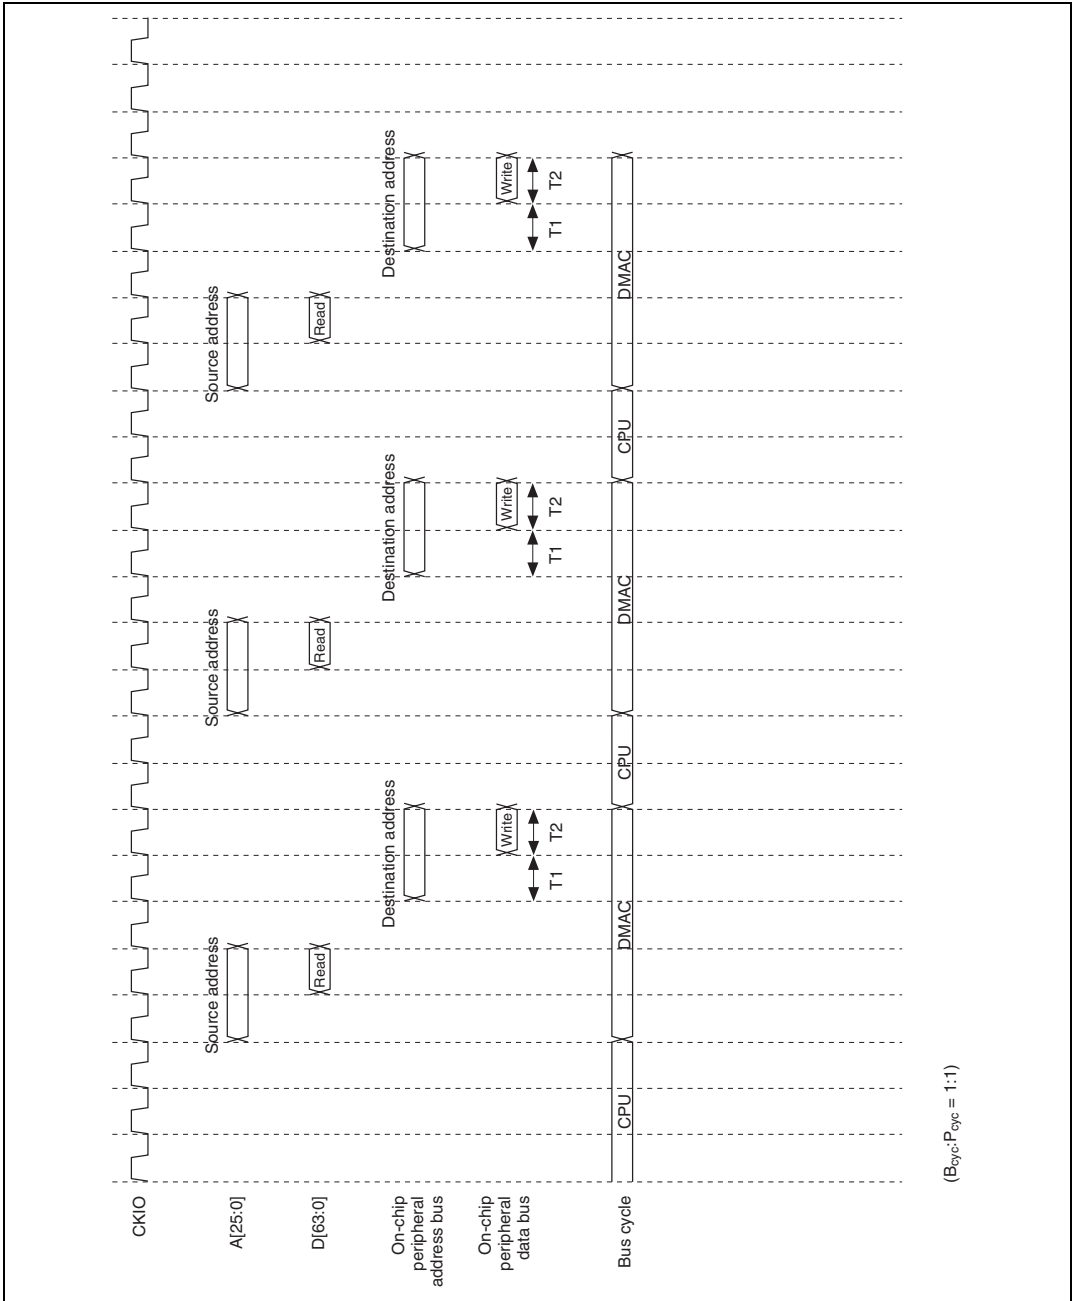 CKIO
A[25:0]
Source address
Source address
Source address
D[63:0]
Read
Read
Read
On-chip
peripheral
address bus
Destination address
Destination address
Destination address
On-chip
peripheral
data bus
Write
Write
Write
T1
T2
T1
T2
T1
T2
Bus cycle
CPU
DMAC
CPU
DMAC
CPU
DMAC
(Bcyc:Pcyc = 1:1)